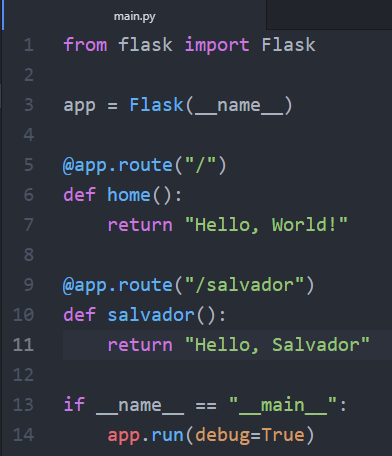 main.py
1 from flask import Flask
2
3 app = Flask(__name__)
4
5 @app.route("/")
6 def home():
7     return "Hello, World!"
8
9 @app.route("/salvador")
10 def salvador():
11     return "Hello, Salvador"
12
13 if __name__ == "__main__":
14     app.run(debug=True)